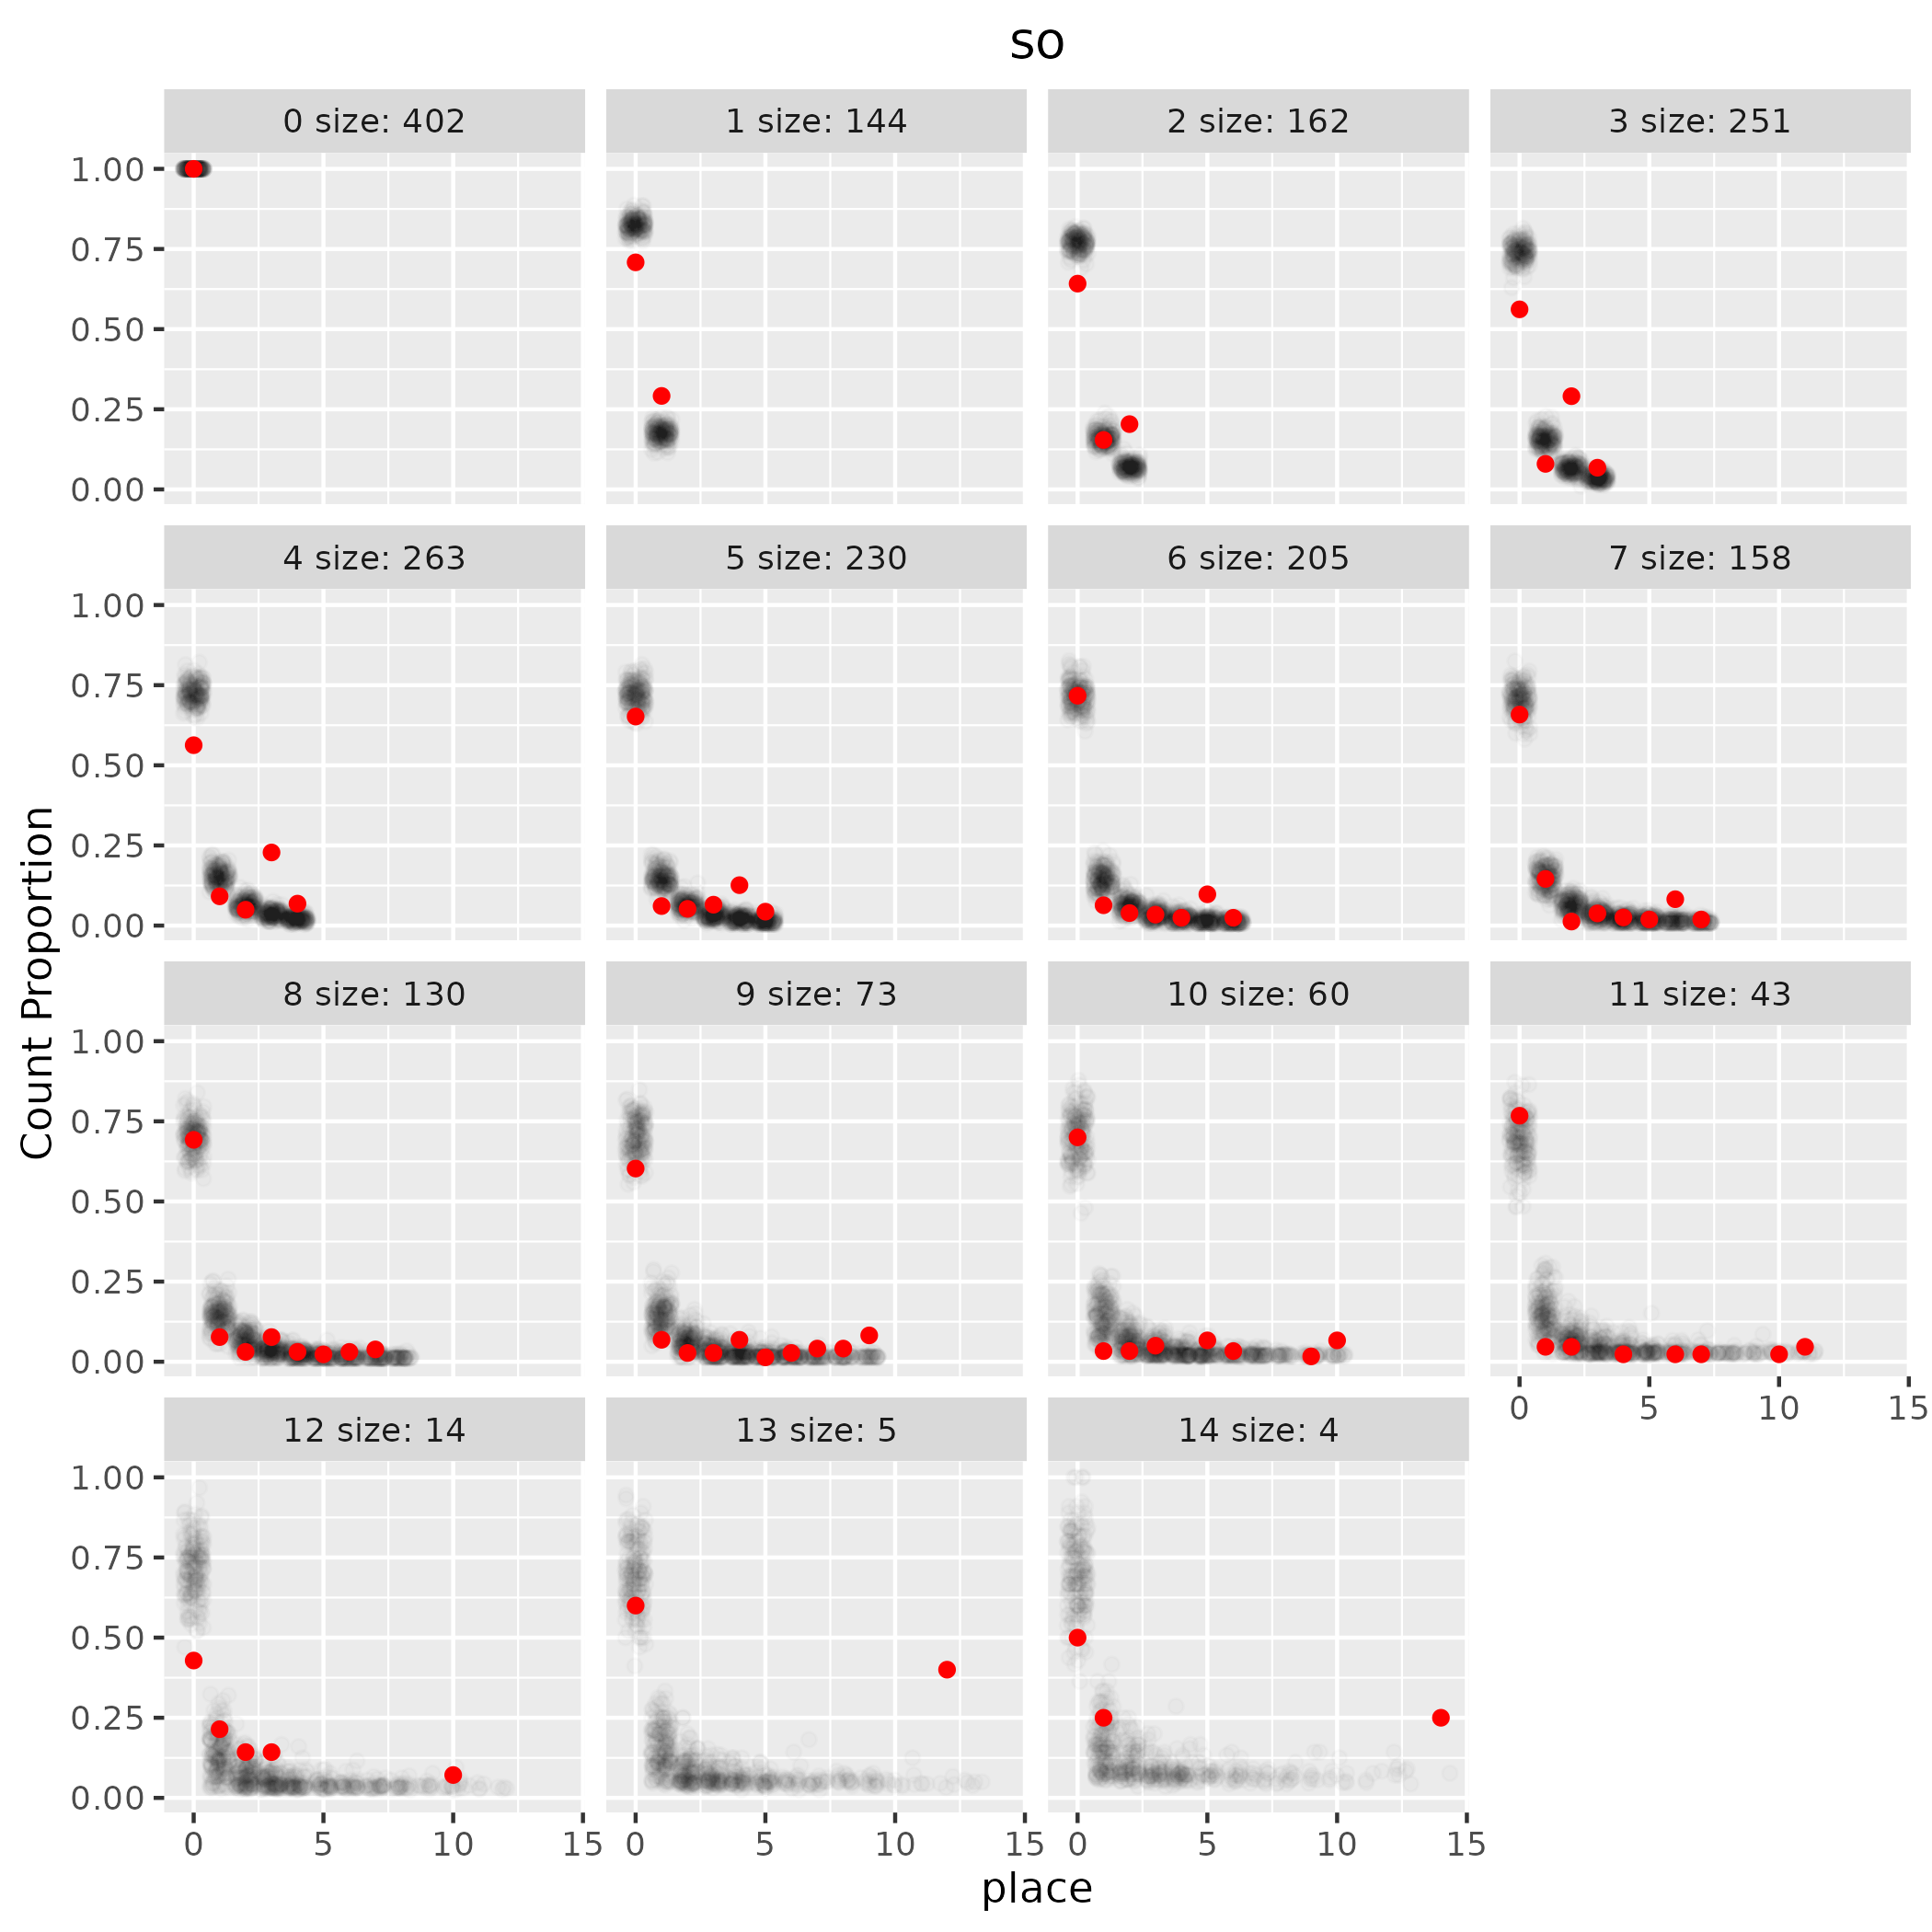 so
0 size: 402
1 size: 144
2 size: 162
3 size: 251
1.00
0.75
0.50
0.25
0.00
4 size: 263
5 size: 230
6 size: 205
7 size: 158
1.00
0.75
0.50
0.25
0.00
8 size: 130
9 size: 73
10 size: 60
11 size: 43
1.00
0.75
0.50
0.25
0.00
0 5 10 15
12 size: 14
13 size: 5
14 size: 4
1.00
0.75
0.50
0.25
0.00
0 5 10 15
0 5 10 15
0 5 10 15
place
Count Proportion